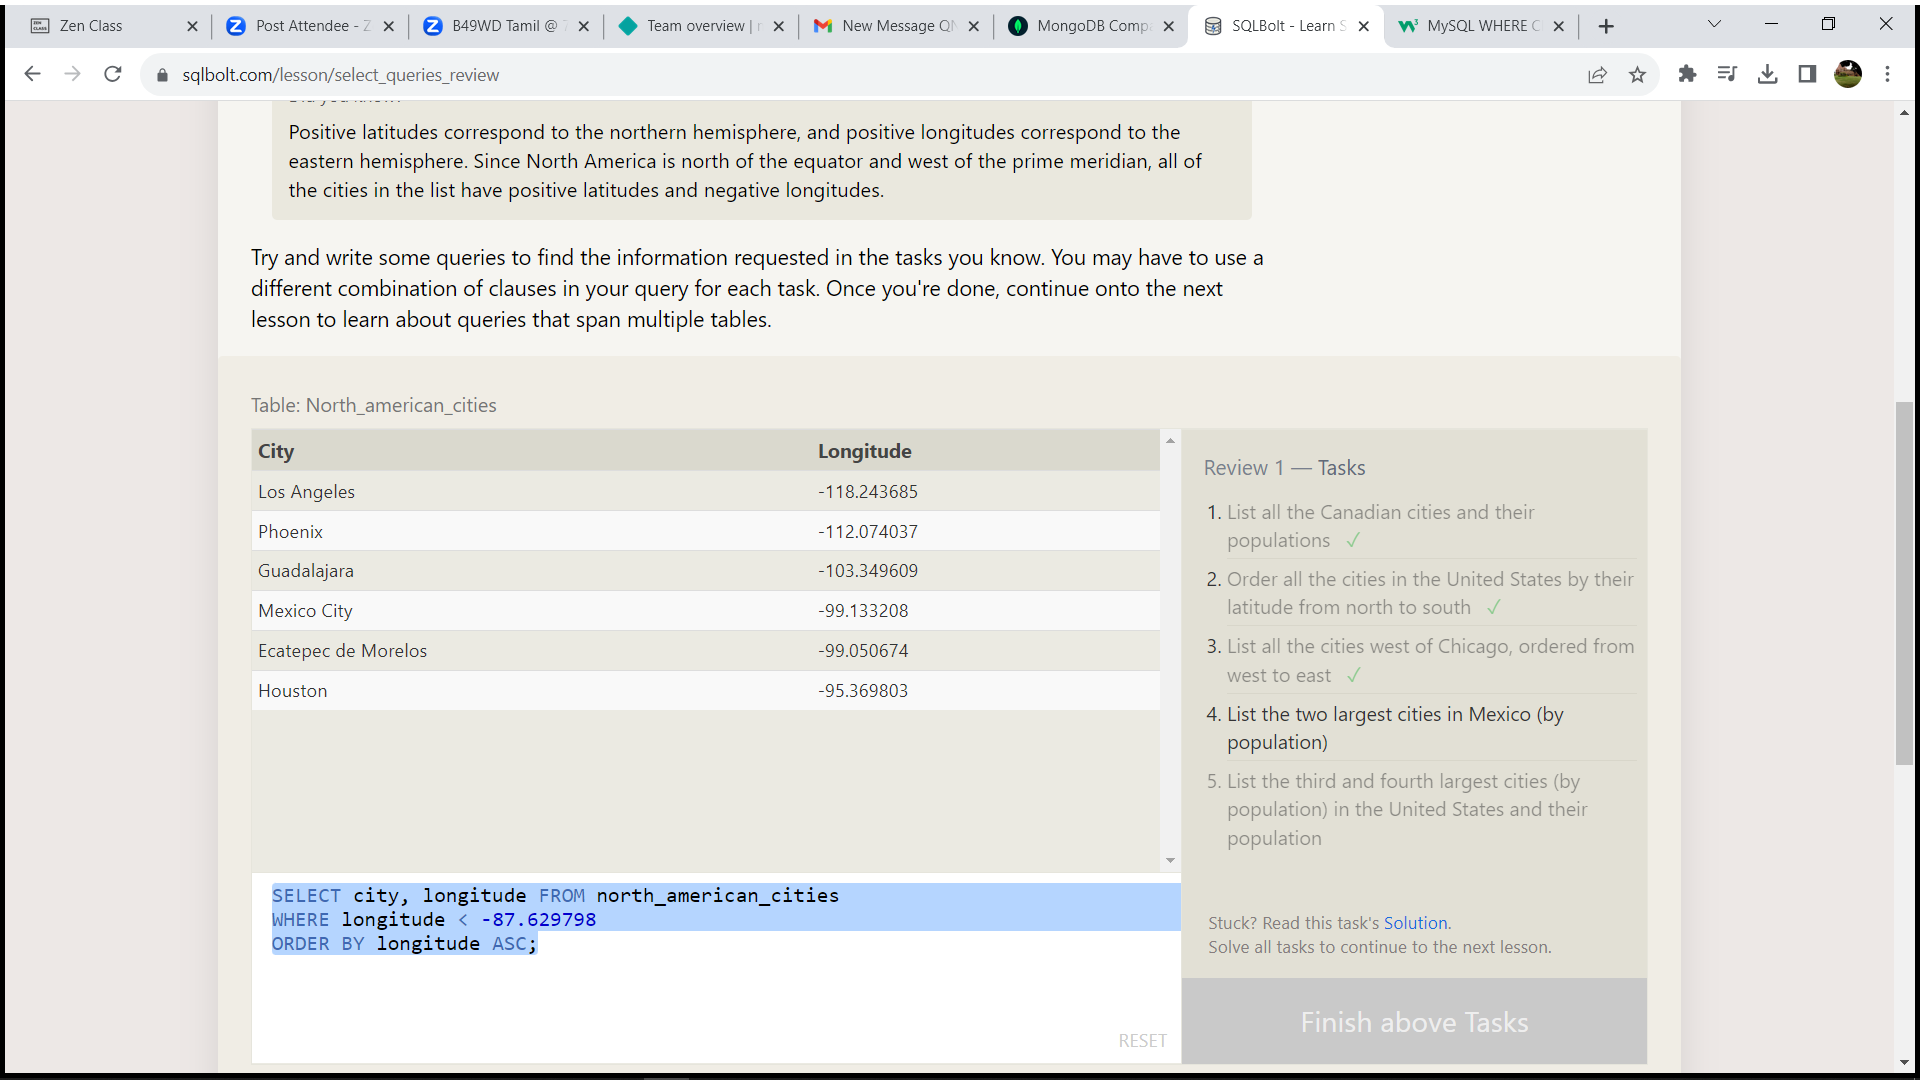 Zen Class
Post Attendee - Z
B49WD Tamil @ 7
Team overview | r
New Message QN
MongoDB Comp
SQLBolt - Learn S
MySQL WHERE C
sqlbolt.com/lesson/select_queries_review
Positive latitudes correspond to the northern hemisphere, and positive longitudes correspond to the
eastern hemisphere. Since North America is north of the equator and west of the prime meridian, all of
the cities in the list have positive latitudes and negative longitudes.
Try and write some queries to find the information requested in the tasks you know. You may have to use a
different combination of clauses in your query for each task. Once you're done, continue onto the next
lesson to learn about queries that span multiple tables.
Table: North_american_cities
City Longitude
Los Angeles -118.243685
Phoenix -112.074037
Guadalajara -103.349609
Mexico City -99.133208
Ecatepec de Morelos -99.050674
Houston -95.369803
SELECT city, longitude FROM north_american_cities
WHERE longitude < -87.629798
ORDER BY longitude ASC;
RESET
Review 1 — Tasks
1. List all the Canadian cities and their
populations ✓
2. Order all the cities in the United States by their
latitude from north to south ✓
3. List all the cities west of Chicago, ordered from
west to east ✓
4. List the two largest cities in Mexico (by
population)
5. List the third and fourth largest cities (by
population) in the United States and their
population
Stuck? Read this task's Solution.
Solve all tasks to continue to the next lesson.
Finish above Tasks